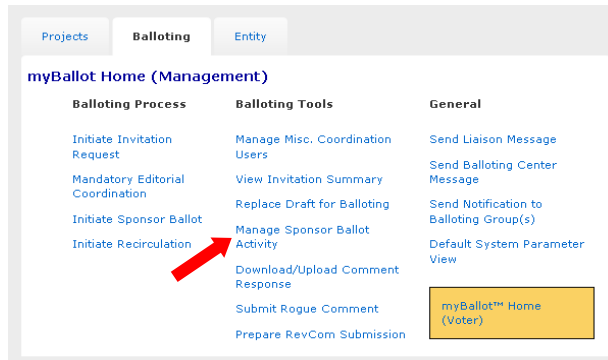 Projects
Balloting
Entity
myBallot Home (Management)
Balloting Process
Initiate Invitation
Request
Mandatory Editorial
Coordination
Initiate Sponsor Ballot
Initiate Recirculation
Balloting Tools
Manage Misc. Coordination
Users
View Invitation Summary
Replace Draft for Balloting
Manage Sponsor Ballot
Activity
Download/Upload Comment
Response
Submit Rogue Comment
Prepare RevCom Submission
General
Send Liaison Message
Send Balloting Center
Message
Send Notification to
Balloting Group(s)
Default System Parameter
View
myBallot™ Home
(Voter)